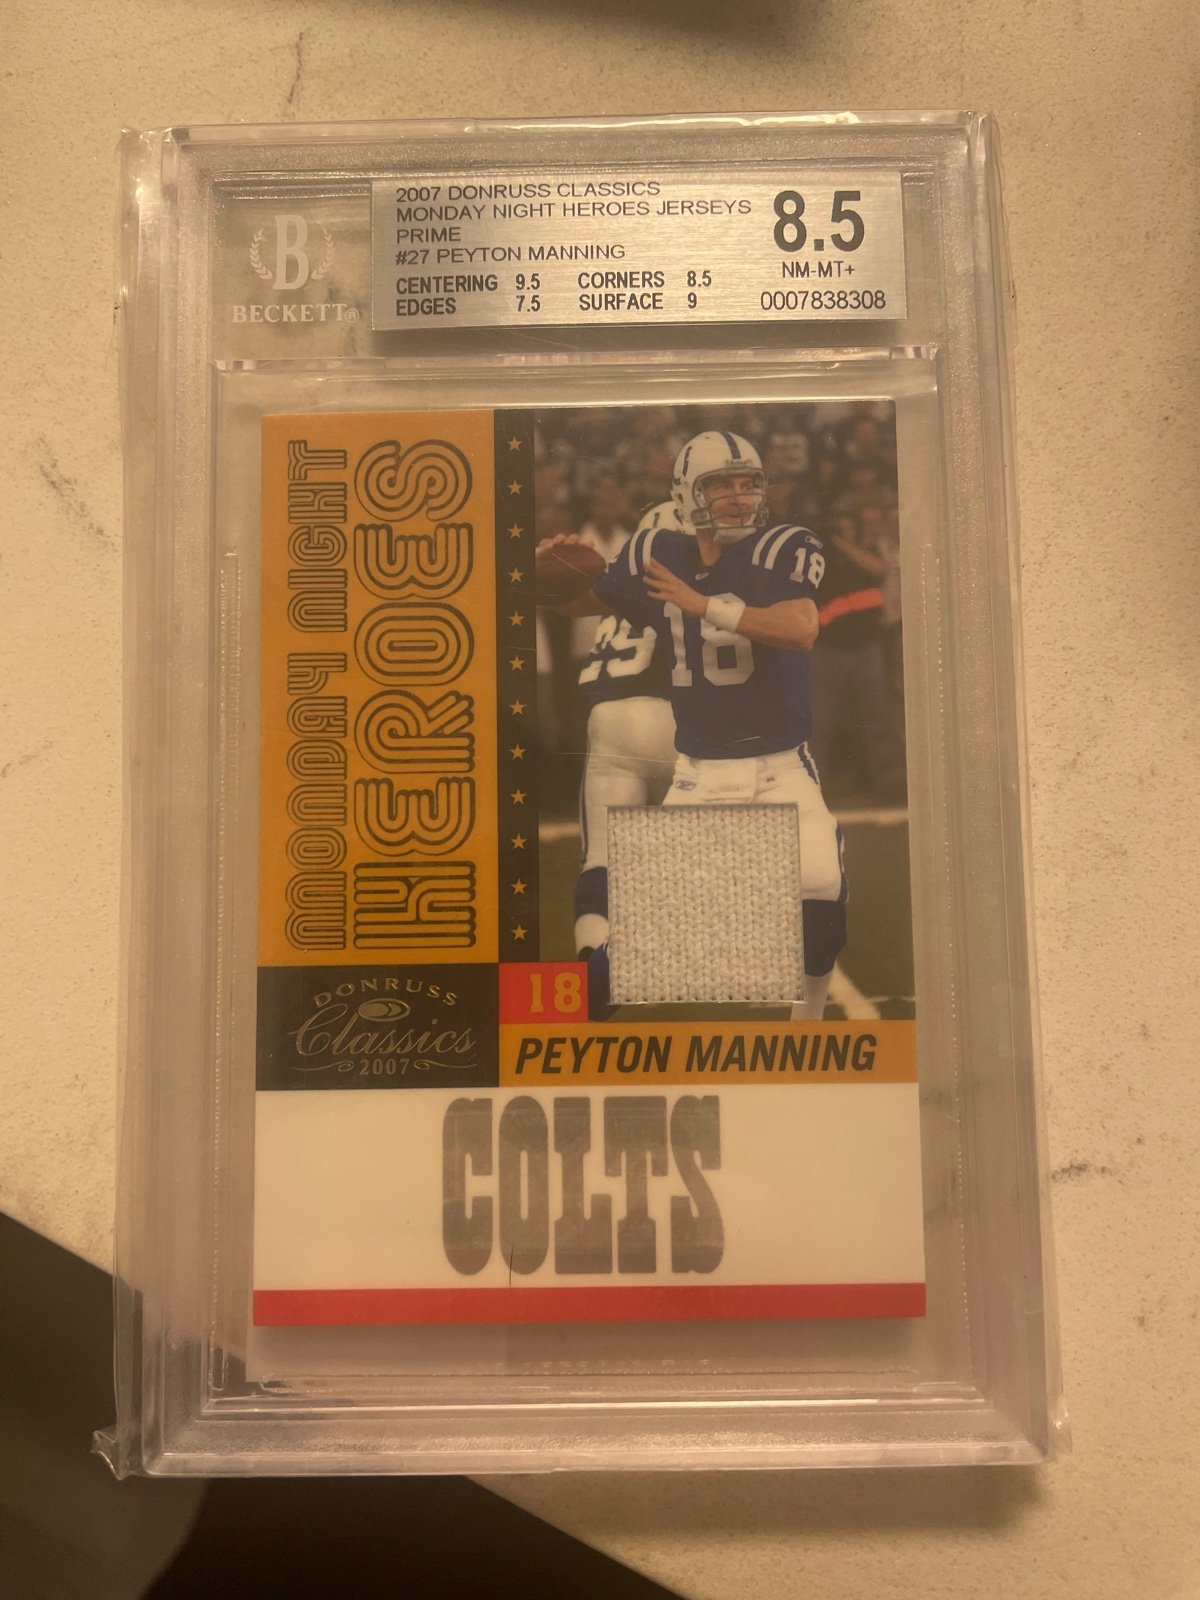 2007 DONRUSS CLASSICS
MONDAY NIGHT HEROES JERSEYS
PRIME
#27 PEYTON MANNING
CENTERING 9.5 CORNERS 8.5
EDGES 7.5 SURFACE 9
8.5
NM-MT+
0007838308
B
BECKETT®
MONDAY NIGHT
HEROES
18
18
29
DONRUSS
Classics
2007
18
PEYTON MANNING
COLTS